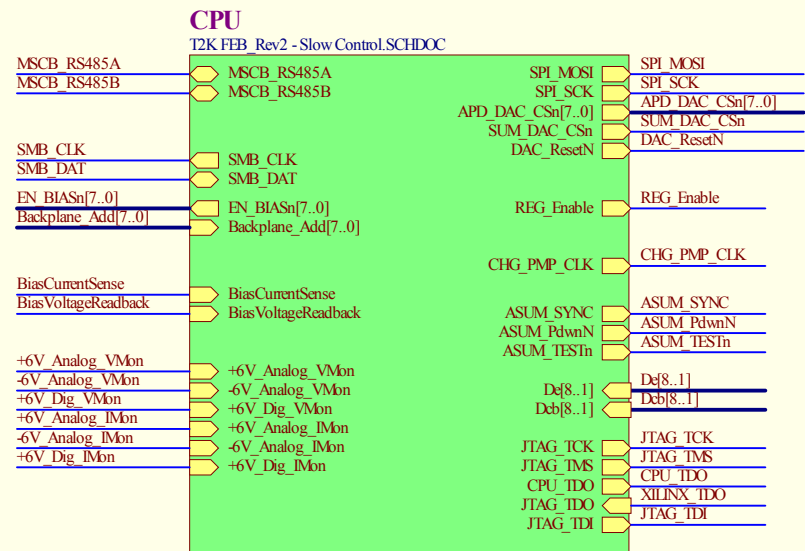 CPU
T2K FEB_Rev2 - Slow Control.SCHDOC
MSCB_RS485A
MSCB_RS485B
SMB_CLK
SMB_DAT
EN_BIASn[7..0]
Backplane_Add[7..0]
BiasCurrentSense
BiasVoltageReadback
+6V_Analog_VMon
-6V_Analog_VMon
+6V_Dig_VMon
+6V_Analog_IMon
-6V_Analog_IMon
+6V_Dig_IMon
MSCB_RS485A
MSCB_RS485B
SMB_CLK
SMB_DAT
EN_BIASn[7..0]
Backplane_Add[7..0]
BiasCurrentSense
BiasVoltageReadback
+6V_Analog_VMon
-6V_Analog_VMon
+6V_Dig_VMon
+6V_Analog_IMon
-6V_Analog_IMon
+6V_Dig_IMon
SPI_MOSI
SPI_SCK
APD_DAC_CSn[7..0]
SUM_DAC_CSn
DAC_ResetN
REG_Enable
CHG_PMP_CLK
ASUM_SYNC
ASUM_PdwnN
ASUM_TESTn
De[8..1]
Dcb[8..1]
JTAG_TCK
JTAG_TMS
CPU_TDO
JTAG_TDO
JTAG_TDI
SPI_MOSI
SPI_SCK
APD_DAC_CSn[7..0]
SUM_DAC_CSn
DAC_ResetN
REG_Enable
CHG_PMP_CLK
ASUM_SYNC
ASUM_PdwnN
ASUM_TESTn
De[8..1]
Dcb[8..1]
JTAG_TCK
JTAG_TMS
CPU_TDO
XILINX_TDO
JTAG_TDI